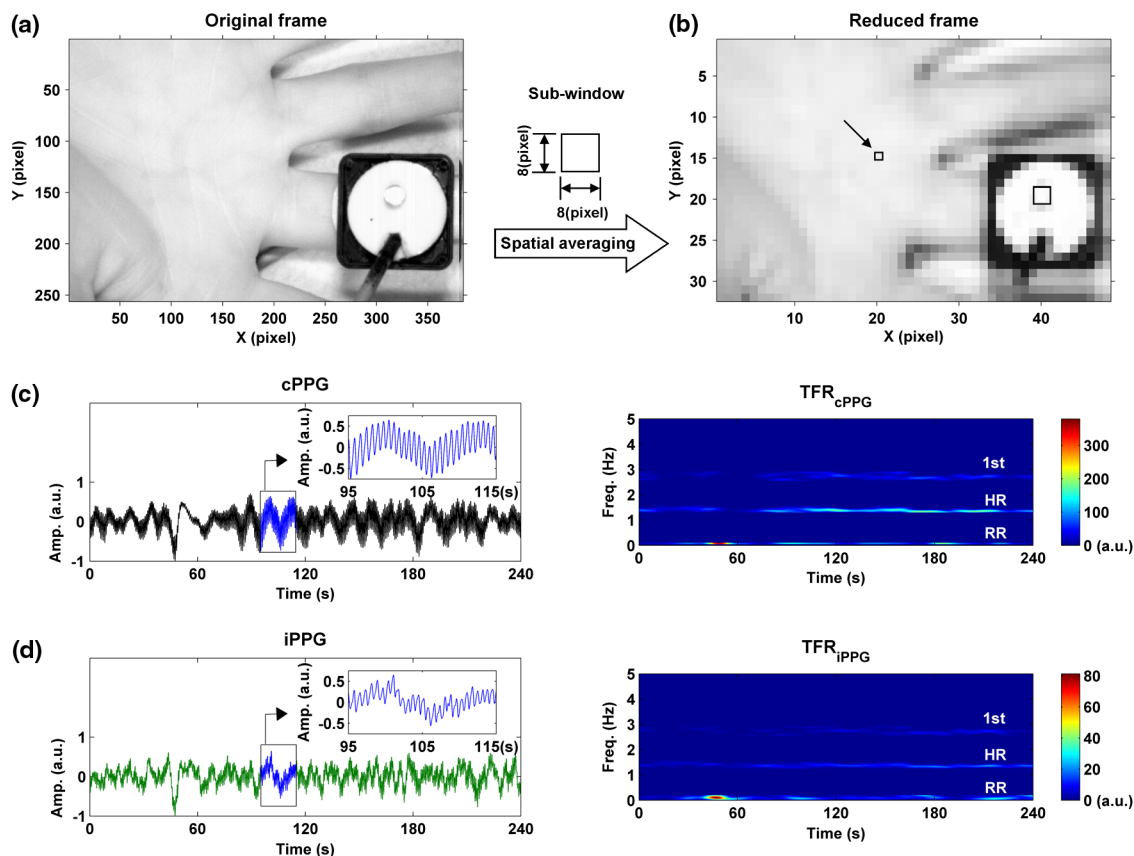 (a)
Original frame
50
100
150
200
250
Y (pixel)
50 100 150 200 250 300 350
X (pixel)
Sub-window
8(pixel)
8(pixel)
Spatial averaging
(b)
Reduced frame
5
10
15
20
25
30
Y (pixel)
10 20 30 40
X (pixel)
(c)
cPPG
Amp. (a.u.)
1
0
-1
0 60 120 180 240
Time (s)
Amp. (a.u.)
0.5
0
-0.5
95 105 115(s)
TFRcPPG
Freq. (Hz)
5
4
3
2
1
0
1st
HR
RR
0 60 120 180 240
Time (s)
300
200
100
0 (a.u.)
(d)
iPPG
Amp. (a.u.)
1
0
-1
0 60 120 180 240
Time (s)
Amp. (a.u.)
0.5
0
-0.5
95 105 115(s)
TFRiPPG
Freq. (Hz)
5
4
3
2
1
0
1st
HR
RR
0 60 120 180 240
Time (s)
80
60
40
20
0 (a.u.)